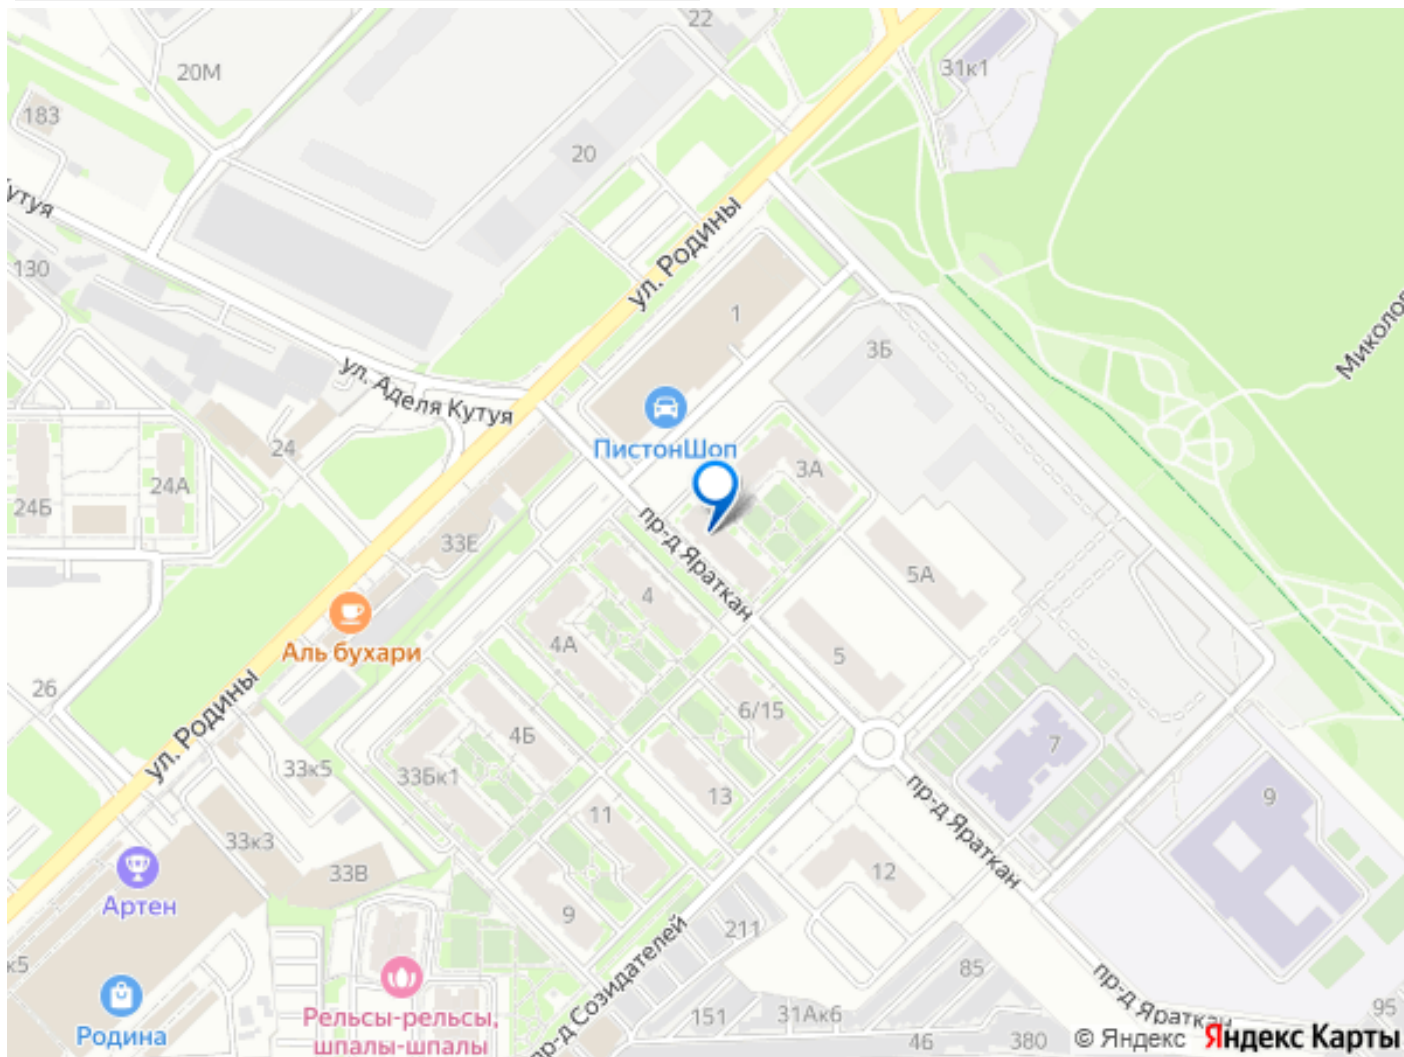 22
20М
31к1
183
20
Кутуя
ул. Родины
130
1
3Б
Миколо
ул. Аделя Кутуя
ПистонШоп
24
3А
24А
24Б
33Е
пр-д Яраткан
5А
4
Аль бухари
4А
5
26
6/15
ул. Родины
4Б
7
33к5
33Бк1
13
пр-д Яраткан
9
11
33к3
33В
12
Артен
9
211
к5
85
пр-д Созидателей
пр-д Яраткан
95
Рельсы-рельсы,
шпалы-шпалы
151
31Ак6
Родина
46
380
© Яндекс Яндекс Карты